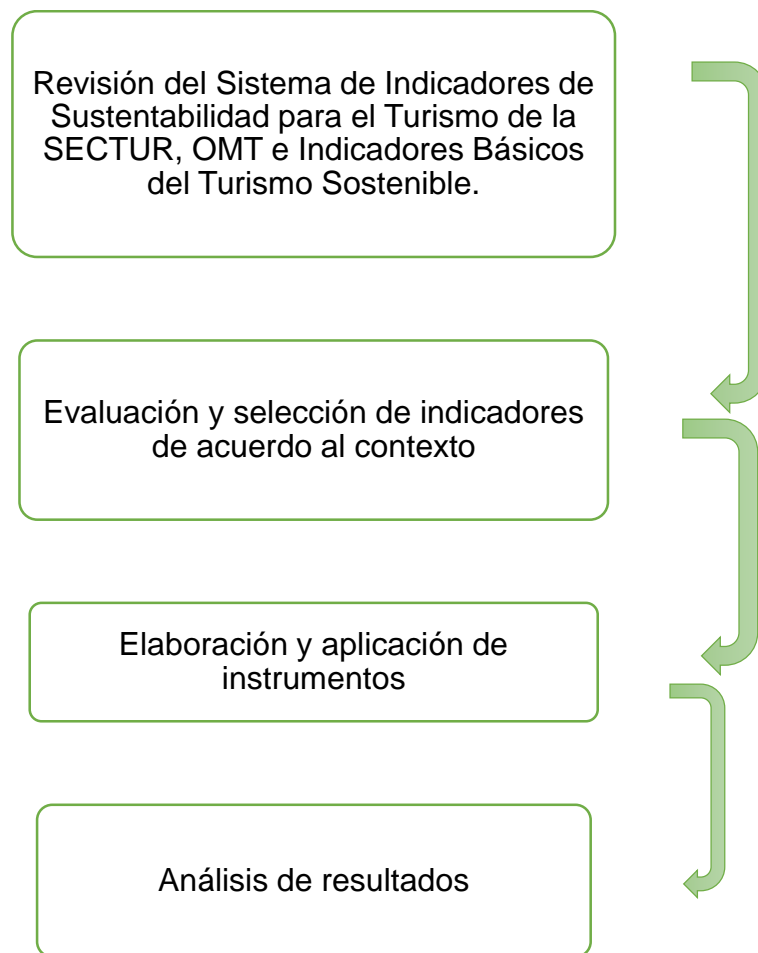 Revisión del Sistema de Indicadores de
Sustentabilidad para el Turismo de la
SECTUR, OMT e Indicadores Básicos
del Turismo Sostenible.
Evaluación y selección de indicadores
de acuerdo al contexto
Elaboración y aplicación de
instrumentos
Análisis de resultados